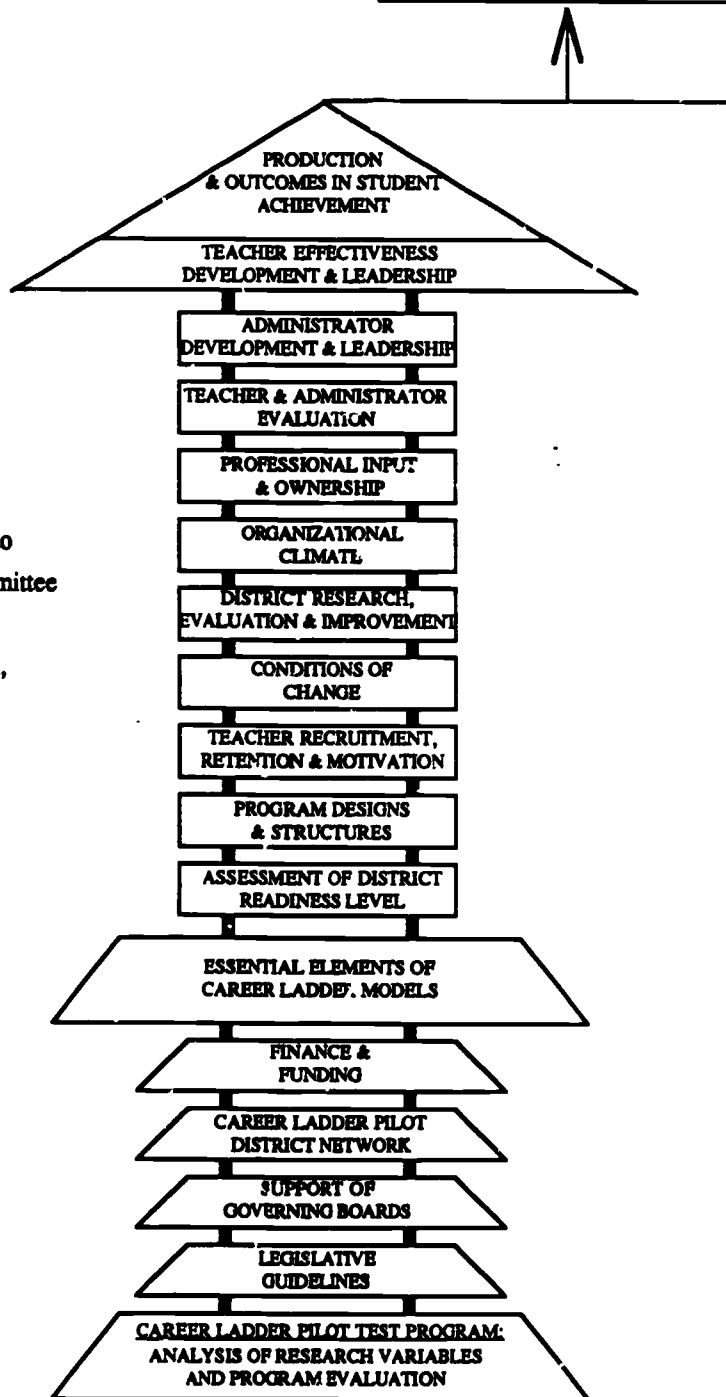 PRODUCTION
& OUTCOMES IN STUDENT
ACHIEVEMENT
TEACHER EFFECTIVENESS
DEVELOPMENT & LEADERSHIP
ADMINISTRATOR
DEVELOPMENT & LEADERSHIP
TEACHER & ADMINISTRATOR
EVALUATION
PROFESSIONAL INPUT
& OWNERSHIP
ORGANIZATIONAL
CLIMATE
o
mittee
DISTRICT RESEARCH,
EVALUATION & IMPROVEMENT
,
CONDITIONS OF
CHANGE
TEACHER RECRUITMENT,
RETENTION & MOTIVATION
PROGRAM DESIGNS
& STRUCTURES
ASSESSMENT OF DISTRICT
READINESS LEVEL
ESSENTIAL ELEMENTS OF
CAREER LADDER MODELS
FINANCE &
FUNDING
CAREER LADDER PILOT
DISTRICT NETWORK
SUPPORT OF
GOVERNING BOARDS
LEGISLATIVE
GUIDELINES
CAREER LADDER PILOT TEST PROGRAM:
ANALYSIS OF RESEARCH VARIABLES
AND PROGRAM EVALUATION